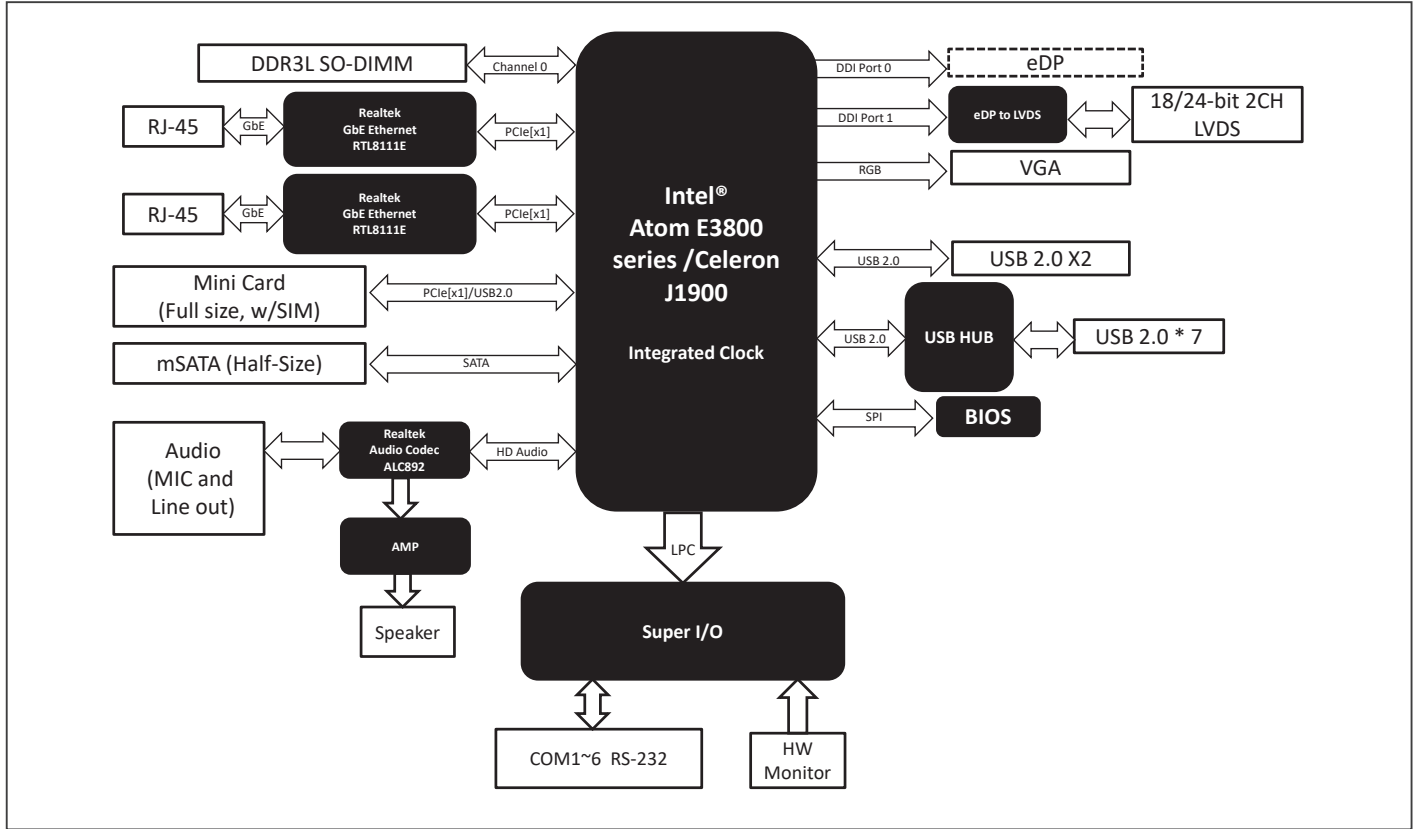 DDR3L SO-DIMM
Channel 0
RJ-45
GbE
Realtek
GbE Ethernet
RTL8111E
PCIe[x1]
RJ-45
GbE
Realtek
GbE Ethernet
RTL8111E
PCIe[x1]
Mini Card
(Full size, w/SIM)
PCIe[x1]/USB2.0
mSATA (Half-Size)
SATA
Audio
(MIC and
Line out)
Realtek
Audio Codec
ALC892
HD Audio
AMP
Speaker
Intel®
Atom E3800
series /Celeron
J1900
Integrated Clock
DDI Port 0
eDP
DDI Port 1
eDP to LVDS
18/24-bit 2CH
LVDS
RGB
VGA
USB 2.0
USB 2.0 X2
USB 2.0
USB HUB
USB 2.0 * 7
SPI
BIOS
LPC
Super I/O
COM1~6 RS-232
HW
Monitor